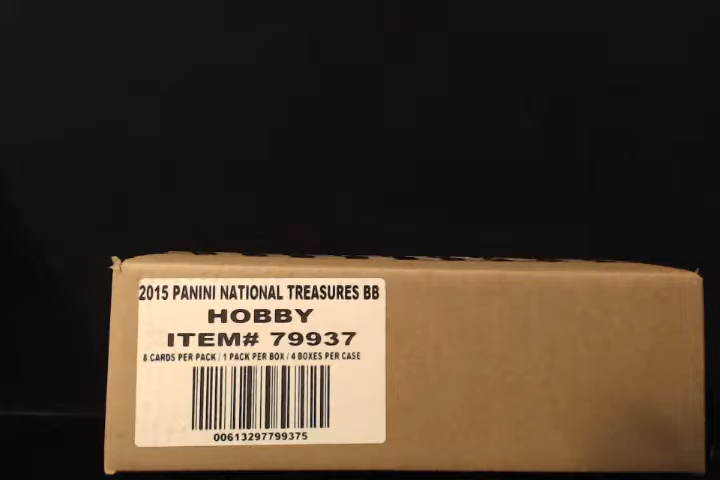 2015 PANINI NATIONAL TREASURES BB
HOBBY
ITEM# 79937
8 CARDS PER PACK / 1 PACK PER BOX / 4 BOXES PER CASE
00613297799375